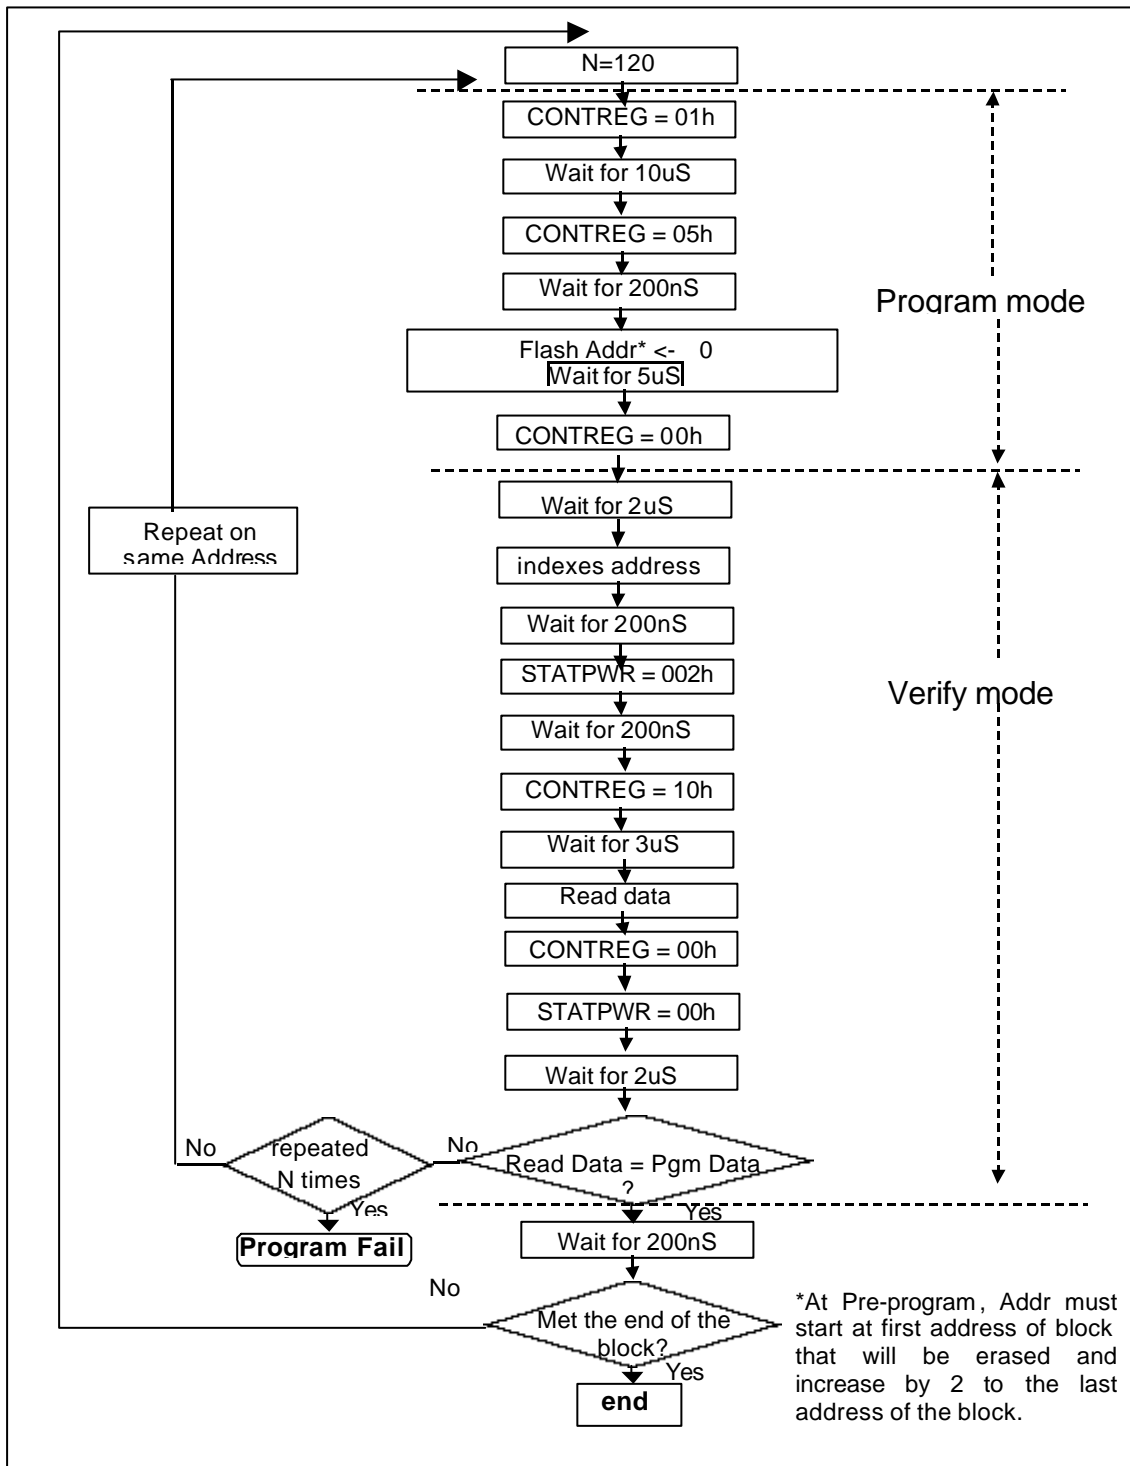 N=120
CONTREG = 01h
Wait for 10uS
CONTREG = 05h
Wait for 200nS
Program mode
Flash Addr* <- 0
Wait for 5uS
CONTREG = 00h
Wait for 2uS
Repeat on
same Address
indexes address
Wait for 200nS
STATPWR = 002h
Verify mode
Wait for 200nS
CONTREG = 10h
Wait for 3uS
Read data
CONTREG = 00h
STATPWR = 00h
Wait for 2uS
No
repeated
N times
No
Read Data = Pgm Data
?
Yes
Yes
Program Fail
Wait for 200nS
No
Met the end of the
block?
Yes
end
*At Pre-program, Addr must
start at first address of block
that will be erased and
increase by 2 to the last
address of the block.